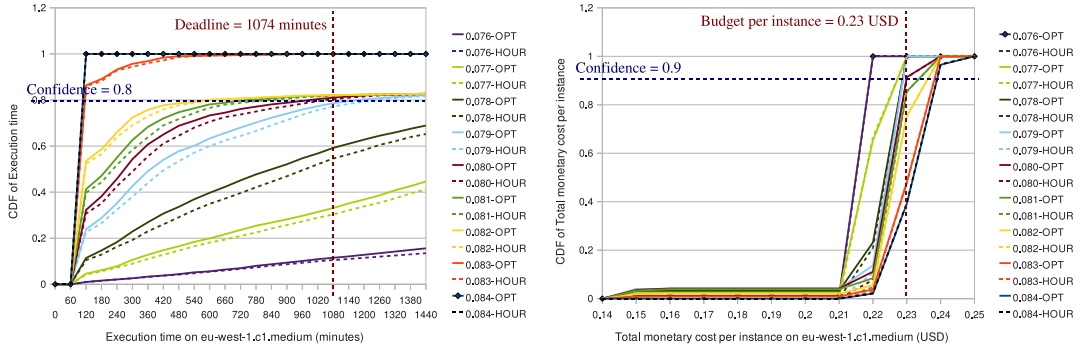 Deadline = 1074 minutes
Confidence = 0.8
CDF of Execution time
1.2
1
0.8
0.6
0.4
0.2
0
0 60 120 180 240 300 360 420 480 540 600 660 720 780 840 900 960 1020 1080 1140 1200 1260 1320 1380 1440
Execution time on eu-west-1.c1.medium (minutes)
0.076-OPT
0.076-HOUR
0.077-OPT
0.077-HOUR
0.078-OPT
0.078-HOUR
0.079-OPT
0.079-HOUR
0.080-OPT
0.080-HOUR
0.081-OPT
0.081-HOUR
0.082-OPT
0.082-HOUR
0.083-OPT
0.083-HOUR
0.084-OPT
0.084-HOUR
Budget per instance = 0.23 USD
Confidence = 0.9
CDF of Total monetary cost per instance
1.2
1
0.8
0.6
0.4
0.2
0
0.14 0.15 0.16 0.17 0.18 0.19 0.20 0.21 0.22 0.23 0.24 0.25
Total monetary cost per instance on eu-west-1.c1.medium (USD)
0.076-OPT
0.076-HOUR
0.077-OPT
0.077-HOUR
0.078-OPT
0.078-HOUR
0.079-OPT
0.079-HOUR
0.080-OPT
0.080-HOUR
0.081-OPT
0.081-HOUR
0.082-OPT
0.082-HOUR
0.083-OPT
0.083-HOUR
0.084-OPT
0.084-HOUR